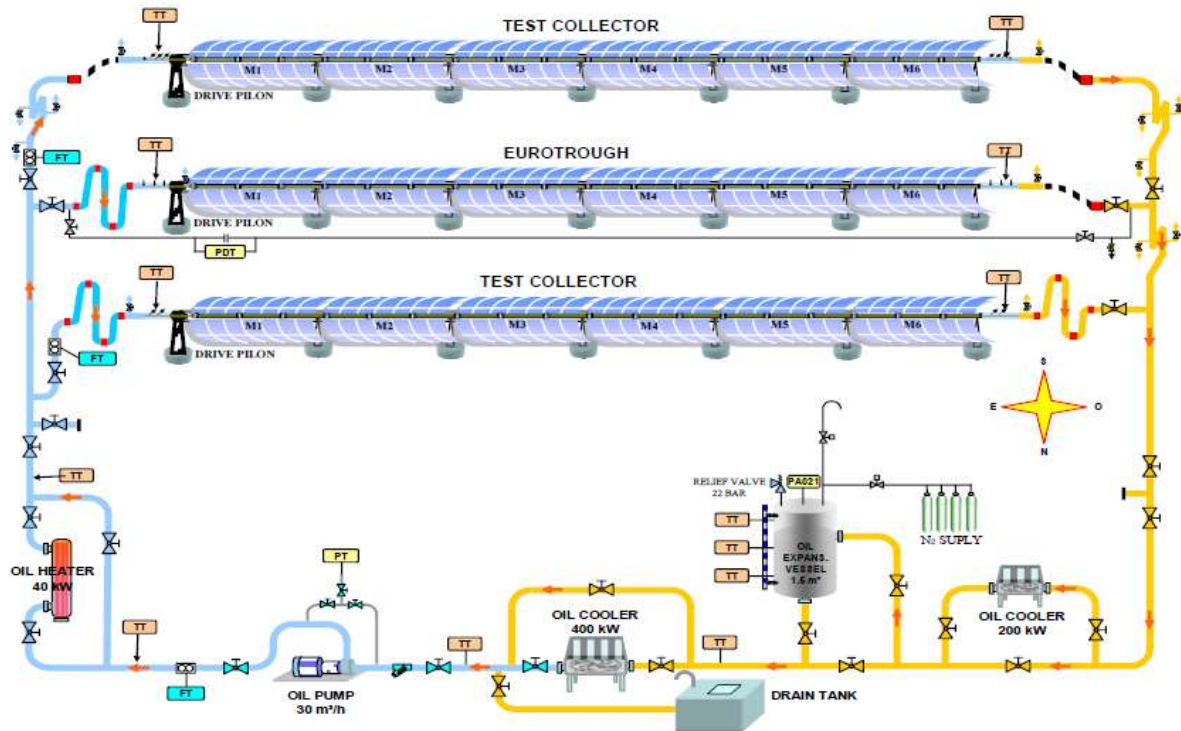 TEST COLLECTOR
TT
TT
M1 M2 M3 M4 M5 M6
DRIVE PILON
FT
EUROTROUGH
TT
TT
M1 M2 M3 M4 M5 M6
DRIVE PILON
PDT
TEST COLLECTOR
TT
TT
M1 M2 M3 M4 M5 M6
DRIVE PILON
FT
S
E
O
N
TT
RELIEF VALVE
22 BAR
PA021
TT
TT
TT
OIL
EXPANS.
VESSEL
1.5 m³
N₂ SUPLY
OIL HEATER
40 kW
PT
OIL COOLER
400 kW
OIL COOLER
200 kW
TT
TT
TT
FT
OIL PUMP
30 m³/h
DRAIN TANK